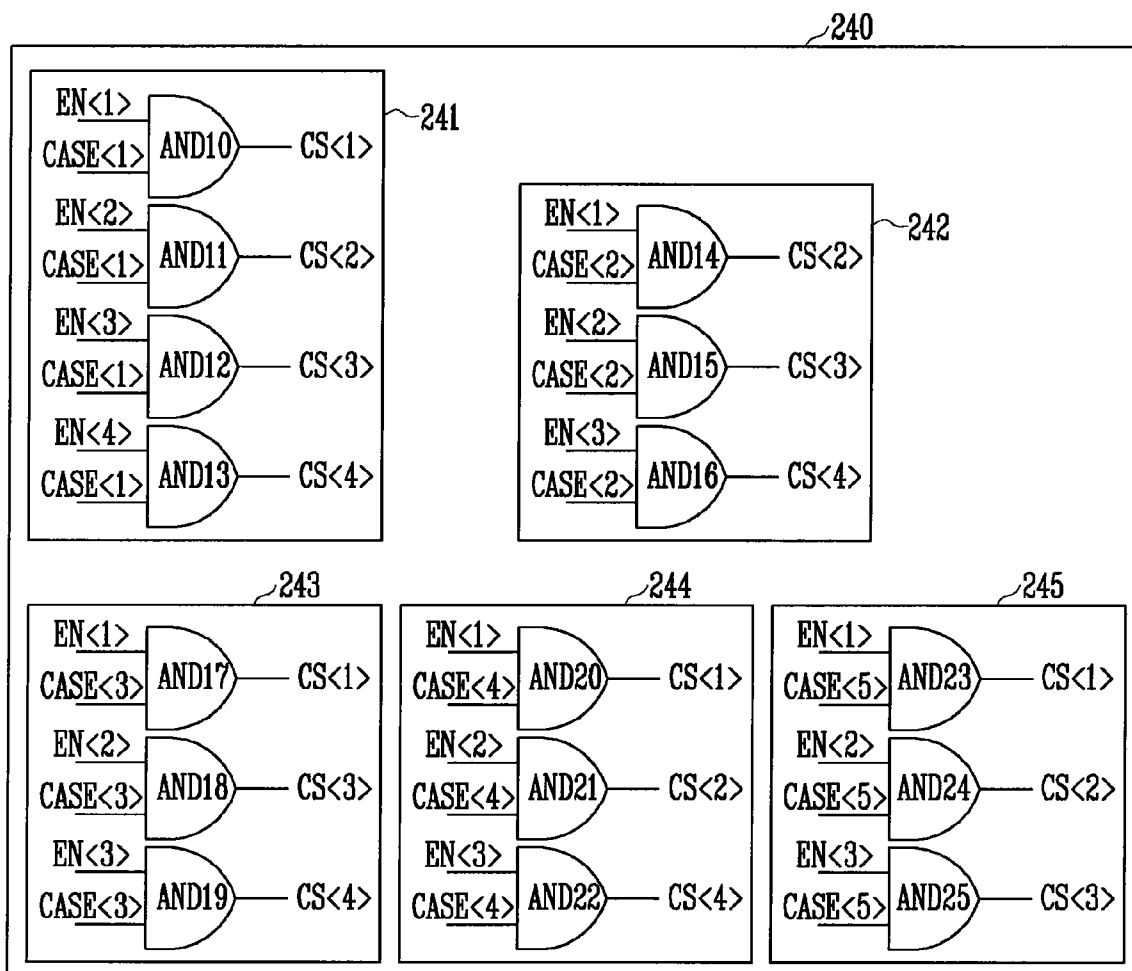 240
241
EN<1>
CASE<1>
AND10
CS<1>
EN<2>
CASE<1>
AND11
CS<2>
EN<3>
CASE<1>
AND12
CS<3>
EN<4>
CASE<1>
AND13
CS<4>
242
EN<1>
CASE<2>
AND14
CS<2>
EN<2>
CASE<2>
AND15
CS<3>
EN<3>
CASE<2>
AND16
CS<4>
243
EN<1>
CASE<3>
AND17
CS<1>
EN<2>
CASE<3>
AND18
CS<3>
EN<3>
CASE<3>
AND19
CS<4>
244
EN<1>
CASE<4>
AND20
CS<1>
EN<2>
CASE<4>
AND21
CS<2>
EN<3>
CASE<4>
AND22
CS<4>
245
EN<1>
CASE<5>
AND23
CS<1>
EN<2>
CASE<5>
AND24
CS<2>
EN<3>
CASE<5>
AND25
CS<3>